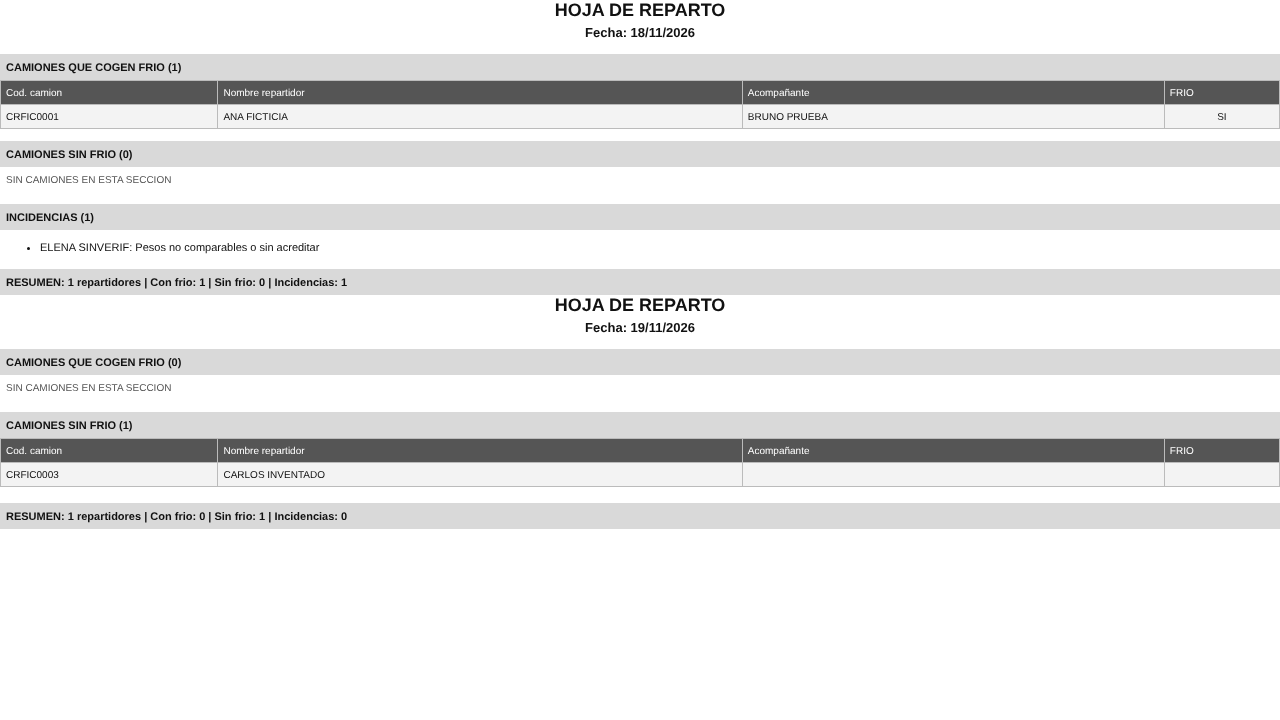 HOJA DE REPARTO
Fecha: 18/11/2026
CAMIONES QUE COGEN FRIO (1)
Cod. camion Nombre repartidor Acompañante FRIO
CRFIC0001 ANA FICTICIA BRUNO PRUEBA SI
CAMIONES SIN FRIO (0)
SIN CAMIONES EN ESTA SECCION
INCIDENCIAS (1)
• ELENA SINVERIF: Pesos no comparables o sin acreditar
RESUMEN: 1 repartidores | Con frio: 1 | Sin frio: 0 | Incidencias: 1
HOJA DE REPARTO
Fecha: 19/11/2026
CAMIONES QUE COGEN FRIO (0)
SIN CAMIONES EN ESTA SECCION
CAMIONES SIN FRIO (1)
Cod. camion Nombre repartidor Acompañante FRIO
CRFIC0003 CARLOS INVENTADO
RESUMEN: 1 repartidores | Con frio: 0 | Sin frio: 1 | Incidencias: 0